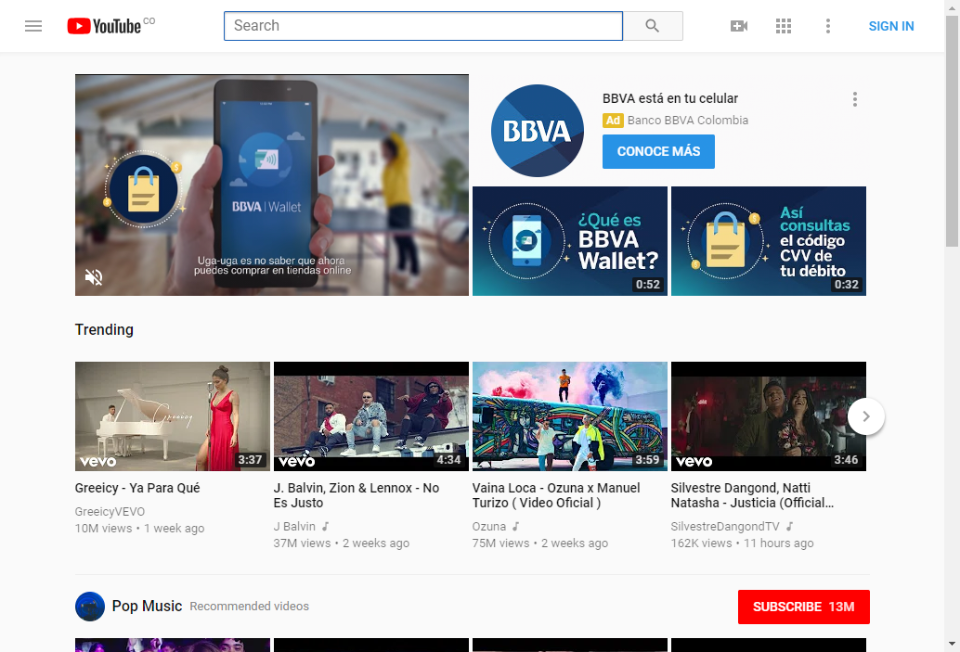 YouTube CO
Search
SIGN IN
BBVA | Wallet
Uga-uga es no saber que ahora
puedes comprar en tiendas online
BBVA
BBVA está en tu celular
Ad Banco BBVA Colombia
CONOCE MÁS
¿Qué es
BBVA
Wallet?
0:52
Así
consultas
el código
CVV de
tu débito
0:32
Trending
Greeicy
vevo
3:37
vevo
4:34
3:59
vevo
3:46
Greeicy - Ya Para Qué
GreeicyVEVO
10M views • 1 week ago
J. Balvin, Zion & Lennox - No
Es Justo
J Balvin
37M views • 2 weeks ago
Vaina Loca - Ozuna x Manuel
Turizo ( Video Oficial )
Ozuna
75M views • 2 weeks ago
Silvestre Dangond, Natti
Natasha - Justicia (Official...
SilvestreDangondTV
162K views • 11 hours ago
Pop Music Recommended videos
SUBSCRIBE 13M